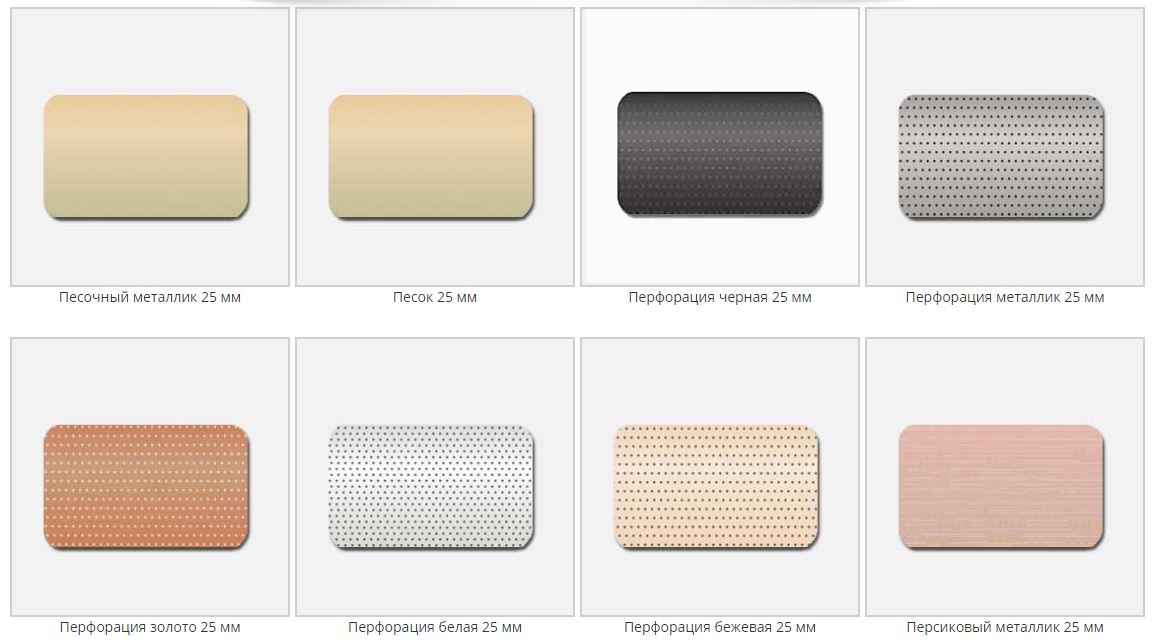 Песочный металлик 25 мм
Песок 25 мм
Перфорация черная 25 мм
Перфорация металлик 25 мм
Перфорация золото 25 мм
Перфорация белая 25 мм
Перфорация бежевая 25 мм
Персиковый металлик 25 мм